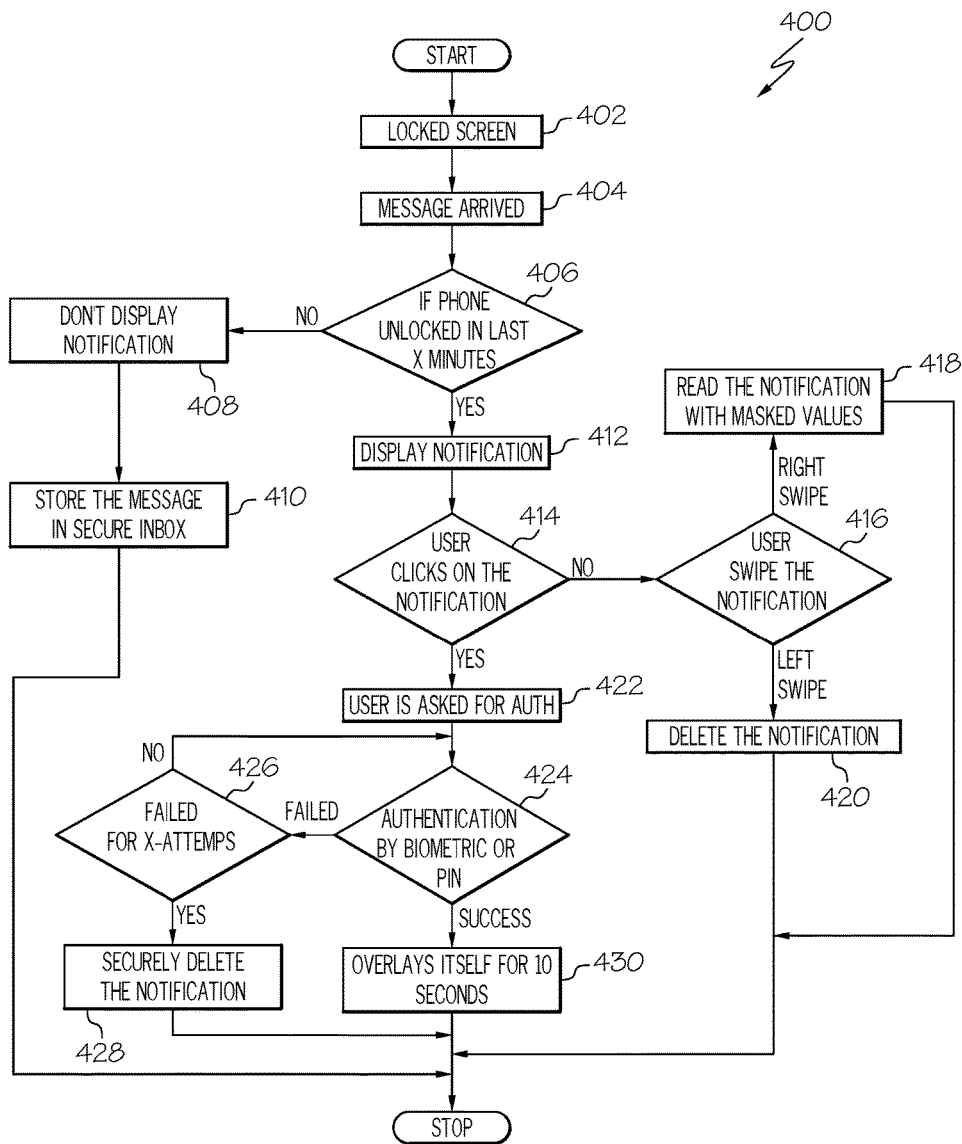 400
START
LOCKED SCREEN
402
MESSAGE ARRIVED
404
IF PHONE
UNLOCKED IN LAST
X MINUTES
406
NO
DON'T DISPLAY
NOTIFICATION
408
STORE THE MESSAGE
IN SECURE INBOX
410
YES
DISPLAY NOTIFICATION
412
USER
CLICKS ON THE
NOTIFICATION
414
NO
USER
SWIPE THE
NOTIFICATION
416
RIGHT
SWIPE
READ THE NOTIFICATION
WITH MASKED VALUES
418
LEFT
SWIPE
DELETE THE NOTIFICATION
420
YES
USER IS ASKED FOR AUTH
422
AUTHENTICATION
BY BIOMETRIC OR
PIN
424
FAILED
FAILED
FOR X-ATTEMPS
426
NO
YES
SECURELY DELETE
THE NOTIFICATION
428
SUCCESS
OVERLAYS ITSELF FOR 10
SECONDS
430
STOP